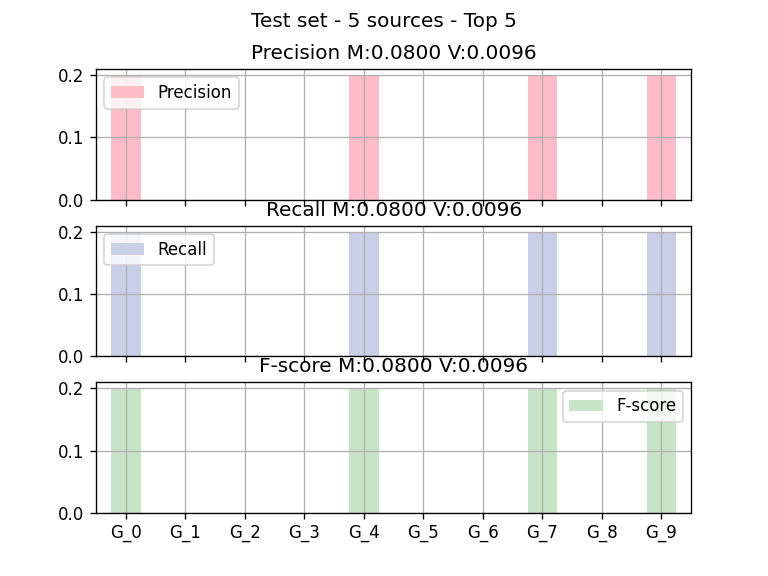 Test set - 5 sources - Top 5
Precision M:0.0800 V:0.0096
0.2
0.1
0.0
Precision
Recall M:0.0800 V:0.0096
0.2
0.1
0.0
Recall
F-score M:0.0800 V:0.0096
0.2
0.1
0.0
F-score
G_0 G_1 G_2 G_3 G_4 G_5 G_6 G_7 G_8 G_9